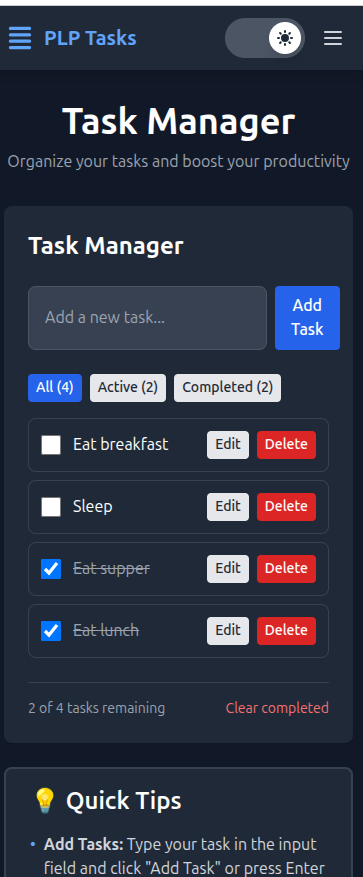 PLP Tasks
Task Manager
Organize your tasks and boost your productivity
Task Manager
Add a new task...
Add
Task
All (4) Active (2) Completed (2)
Eat breakfast Edit Delete
Sleep Edit Delete
Eat supper Edit Delete
Eat lunch Edit Delete
2 of 4 tasks remaining Clear completed
💡 Quick Tips
• Add Tasks: Type your task in the input
field and click "Add Task" or press Enter